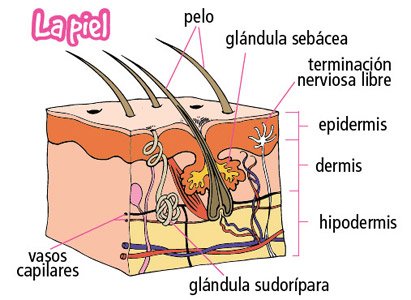 La piel
pelo
glándula sebácea
terminación
nerviosa libre
epidermis
dermis
hipodermis
vasos
capilares
glándula sudorípara